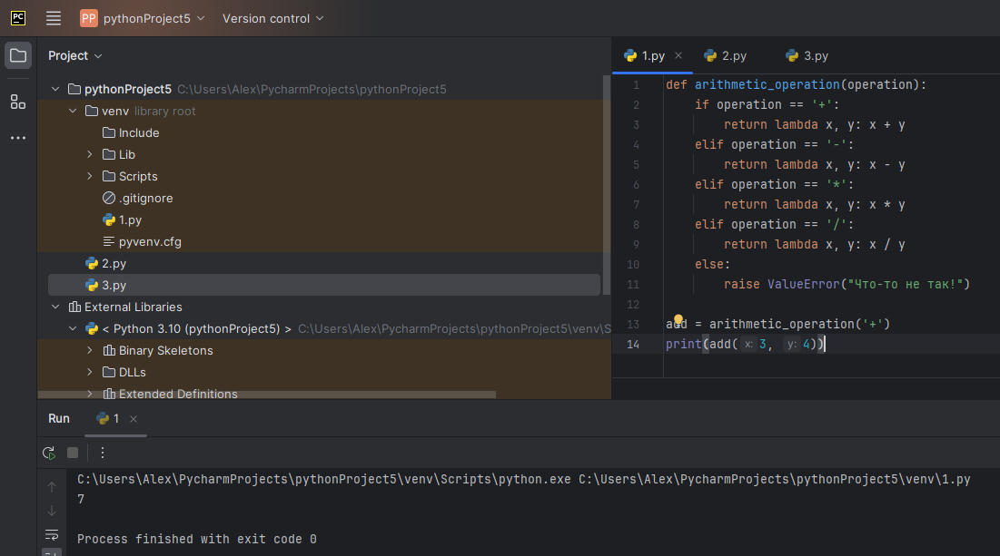 PC PP pythonProject5 Version control
Project
pythonProject5 C:\Users\Alex\PycharmProjects\pythonProject5
venv library root
Include
Lib
Scripts
.gitignore
1.py
pyvenv.cfg
2.py
3.py
External Libraries
< Python 3.10 (pythonProject5) > C:\Users\Alex\PycharmProjects\pythonProject5\venv\S
Binary Skeletons
DLLs
Extended Definitions
1.py 2.py 3.py
1 def arithmetic_operation(operation):
2 if operation == '+':
3 return lambda x, y: x + y
4 elif operation == '-':
5 return lambda x, y: x - y
6 elif operation == '*':
7 return lambda x, y: x * y
8 elif operation == '/':
9 return lambda x, y: x / y
10 else:
11 raise ValueError("Что-то не так!")
12
13 add = arithmetic_operation('+')
14 print(add( x: 3, y: 4))
Run 1
C:\Users\Alex\PycharmProjects\pythonProject5\venv\Scripts\python.exe C:\Users\Alex\PycharmProjects\pythonProject5\venv\1.py
7
Process finished with exit code 0